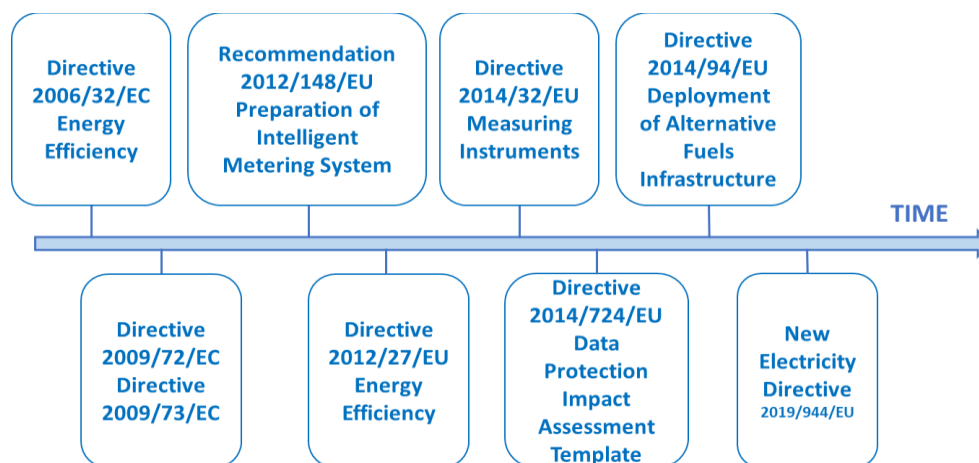 Directive
2006/32/EC
Energy
Efficiency
Recommendation
2012/148/EU
Preparation of
Intelligent
Metering System
Directive
2014/32/EU
Measuring
Instruments
Directive
2014/94/EU
Deployment
of Alternative
Fuels
Infrastructure
TIME
Directive
2009/72/EC
Directive
2009/73/EC
Directive
2012/27/EU
Energy
Efficiency
Directive
2014/724/EU
Data
Protection
Impact
Assessment
Template
New
Electricity
Directive
2019/944/EU